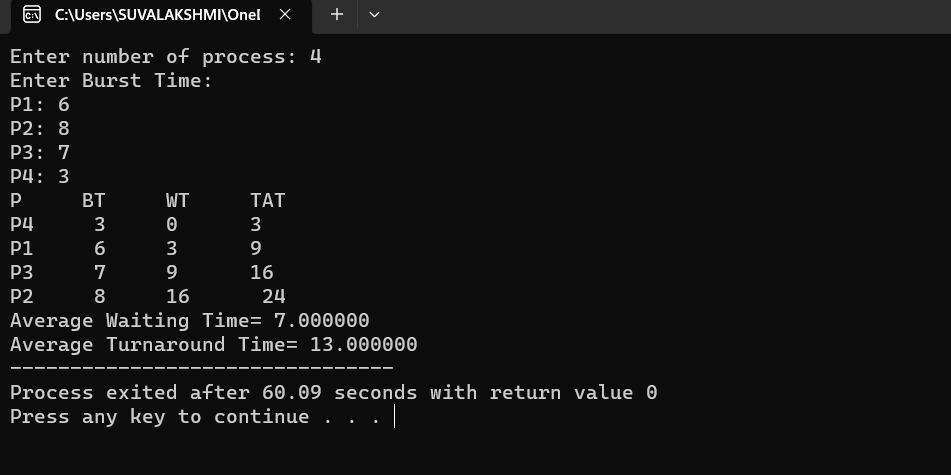 C:\Users\SUVALAKSHMI\OneI
Enter number of process: 4
Enter Burst Time:
P1: 6
P2: 8
P3: 7
P4: 3
P     BT     WT     TAT
P4     3     0      3
P1     6     3      9
P3     7     9      16
P2     8     16      24
Average Waiting Time= 7.000000
Average Turnaround Time= 13.000000
--------------------------------
Process exited after 60.09 seconds with return value 0
Press any key to continue . . .